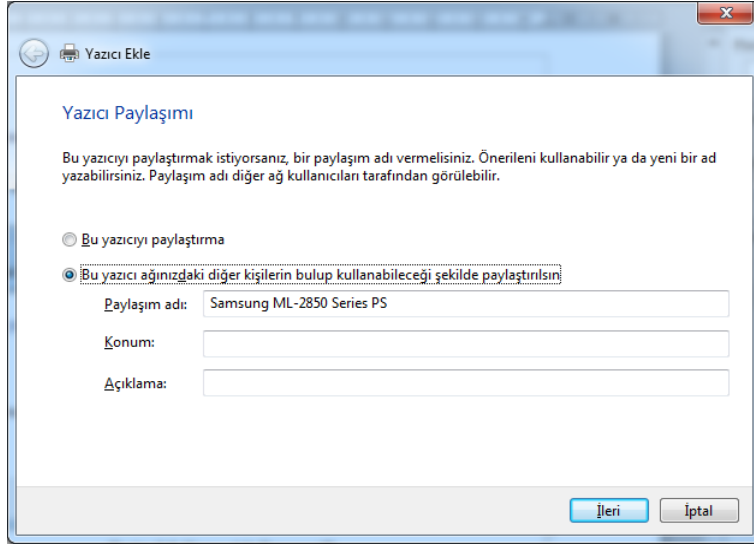 Yazıcı Ekle
Yazıcı Paylaşımı
Bu yazıcıyı paylaştırmak istiyorsanız, bir paylaşım adı vermelisiniz. Önerileni kullanabilir ya da yeni bir ad
yazabilirsiniz. Paylaşım adı diğer ağ kullanıcıları tarafından görülebilir.
Bu yazıcıyı paylaştırma
Bu yazıcı ağınızdaki diğer kişilerin bulup kullanabileceği şekilde paylaştırılsın
Paylaşım adı: Samsung ML-2850 Series PS
Konum:
Açıklama:
İleri İptal